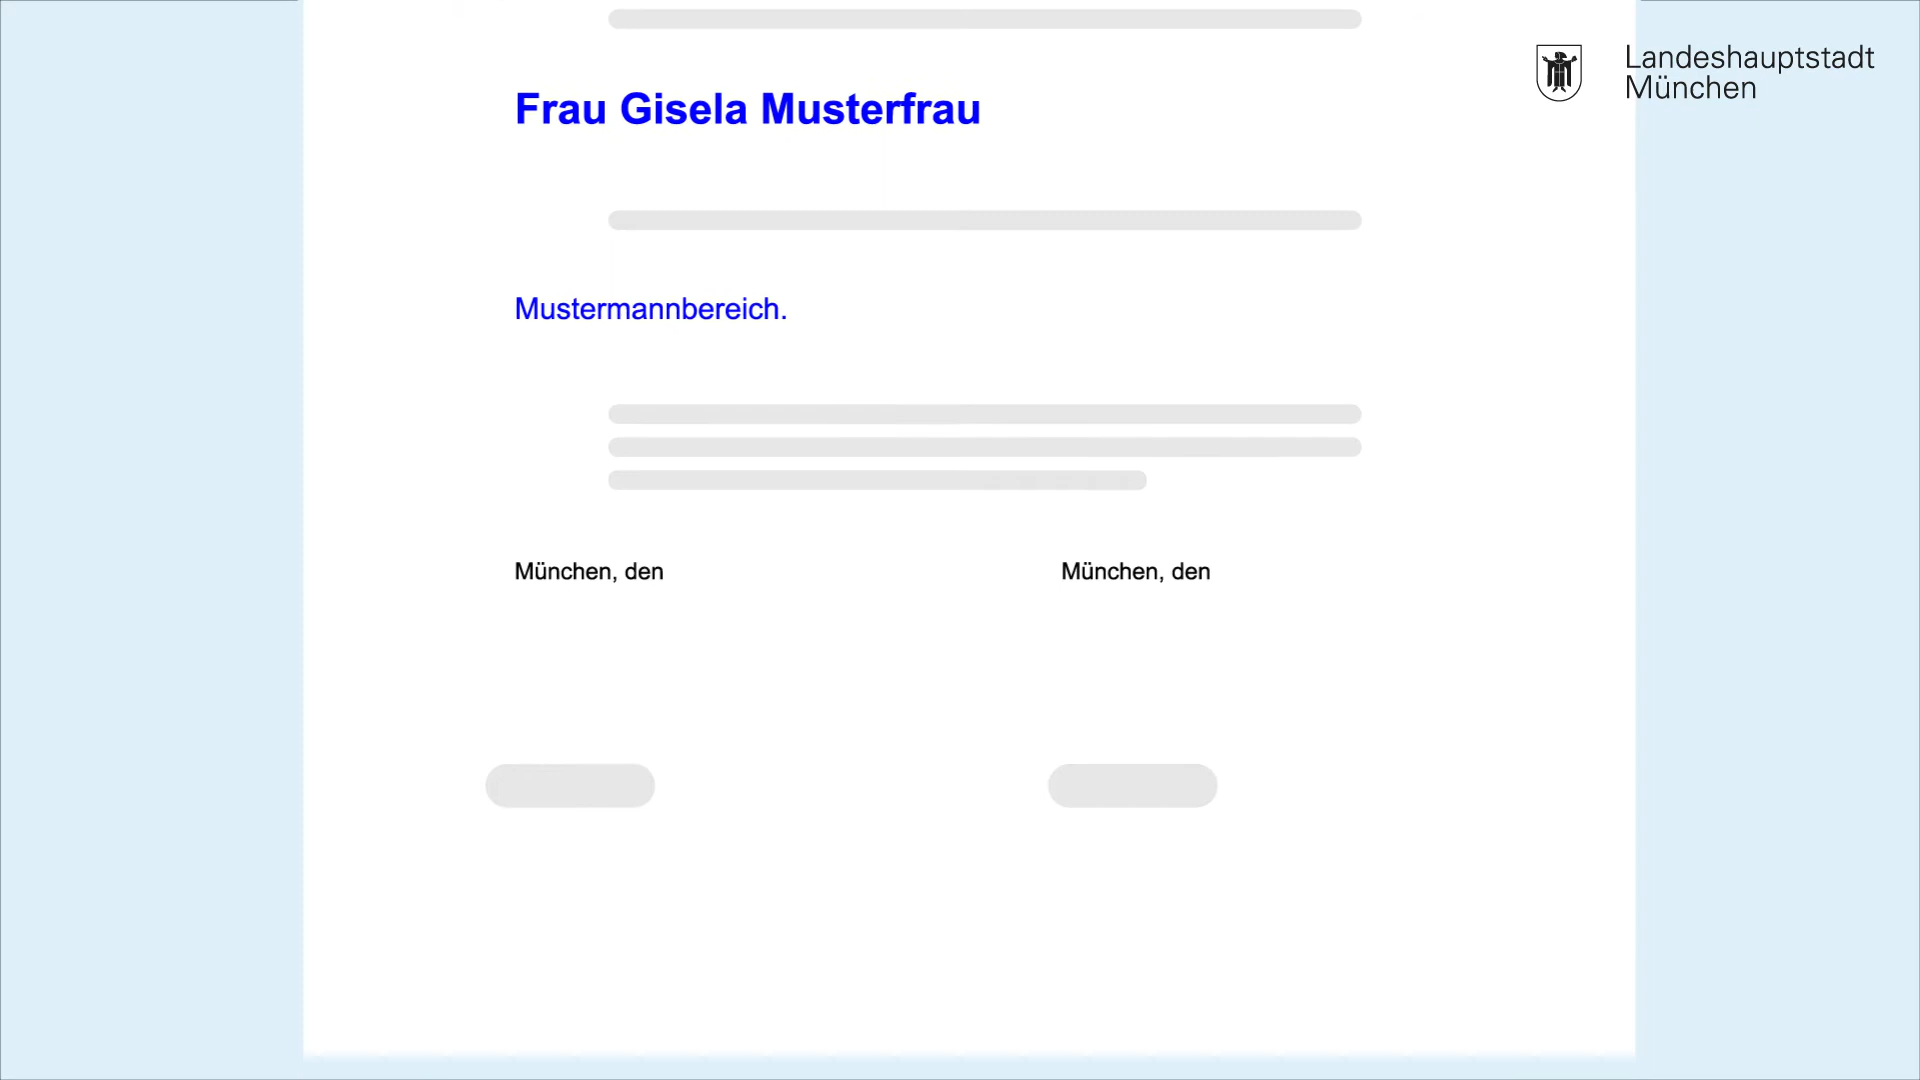 Landeshauptstadt
München
Frau Gisela Musterfrau
Mustermannbereich.
München, den
München, den